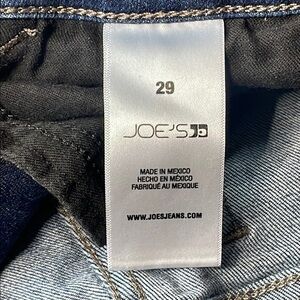 29
JOE'S
MADE IN MEXICO
HECHO EN MÉXICO
FABRIQUÉ AU MEXIQUE
WWW.JOESJEANS.COM